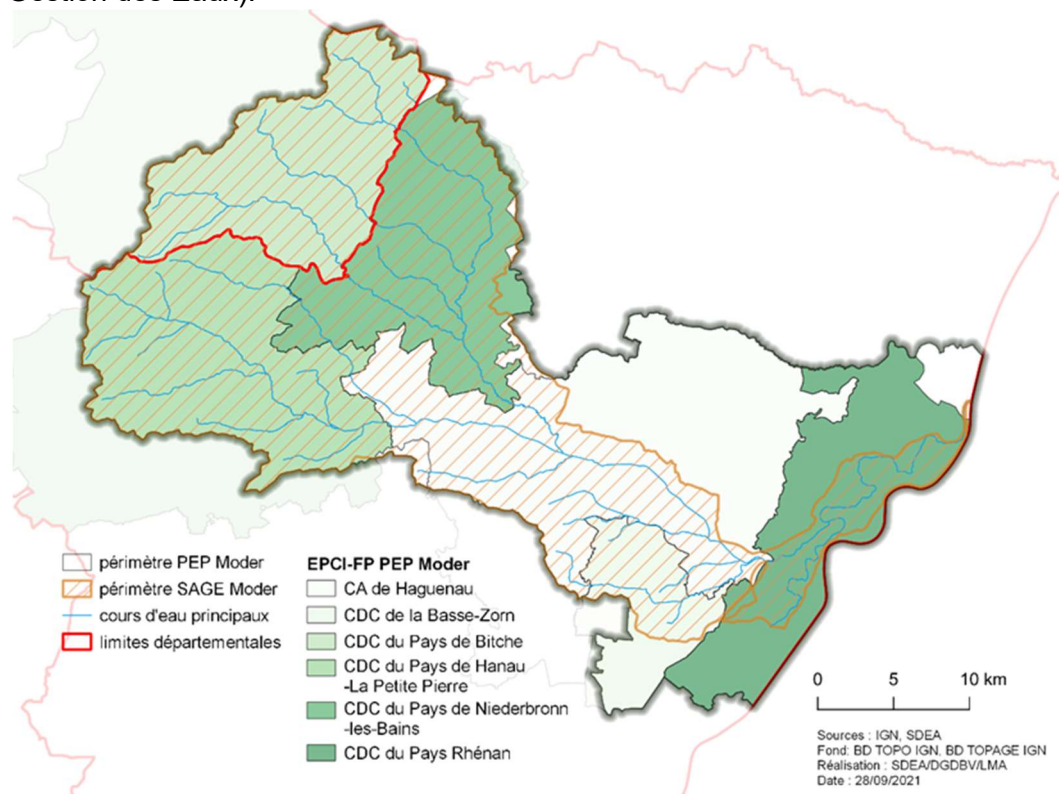 Gestion des Eaux).
périmètre PEP Moder
périmètre SAGE Moder
cours d'eau principaux
limites départementales
EPCI-FP PEP Moder
CA de Haguenau
CDC de la Basse-Zorn
CDC du Pays de Bitche
CDC du Pays de Hanau
-La Petite Pierre
CDC du Pays de Niederbronn
-les-Bains
CDC du Pays Rhénan
0 5 10 km
Sources : IGN, SDEA
Fond: BD TOPO IGN, BD TOPAGE IGN
Réalisation : SDEA/DGDBV/LMA
Date : 28/09/2021